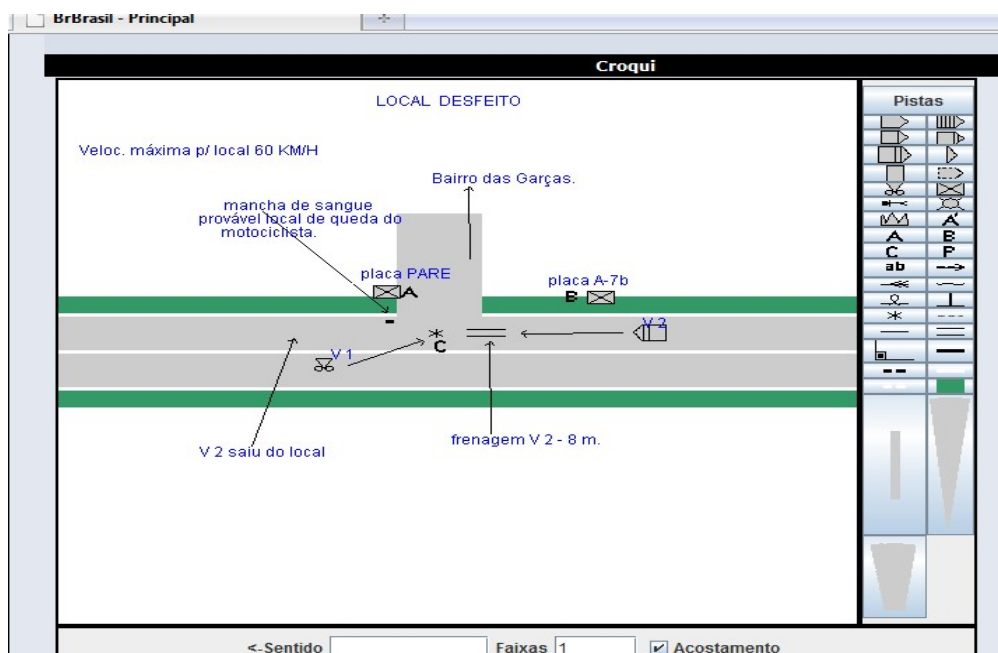 BrBrasil - Principal
Croqui
LOCAL DESFEITO
Pistas
Veloc. máxima p/ local 60 KM/H
Bairro das Garças.
mancha de sangue
provável local de queda do
motociclista.
placa PARE
placa A-7b
A
B
V 2
C
V 1
V 2 saiu do local
frenagem V 2 - 8 m.
A'
A
B
C
P
ab
<-Sentido
Faixas 1
Acostamento